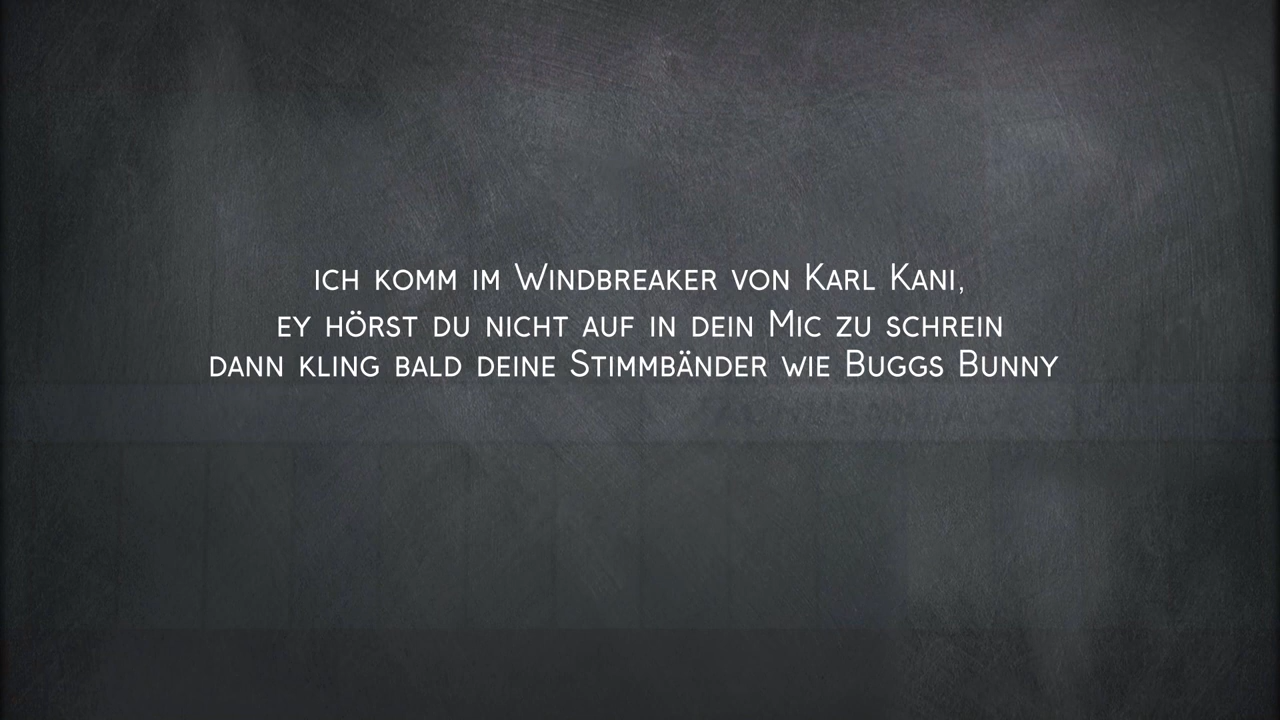 ich komm im Windbreaker von Karl Kani,
ey hörst du nicht auf in dein Mic zu schrein
dann kling bald deine Stimmbänder wie Buggs Bunny